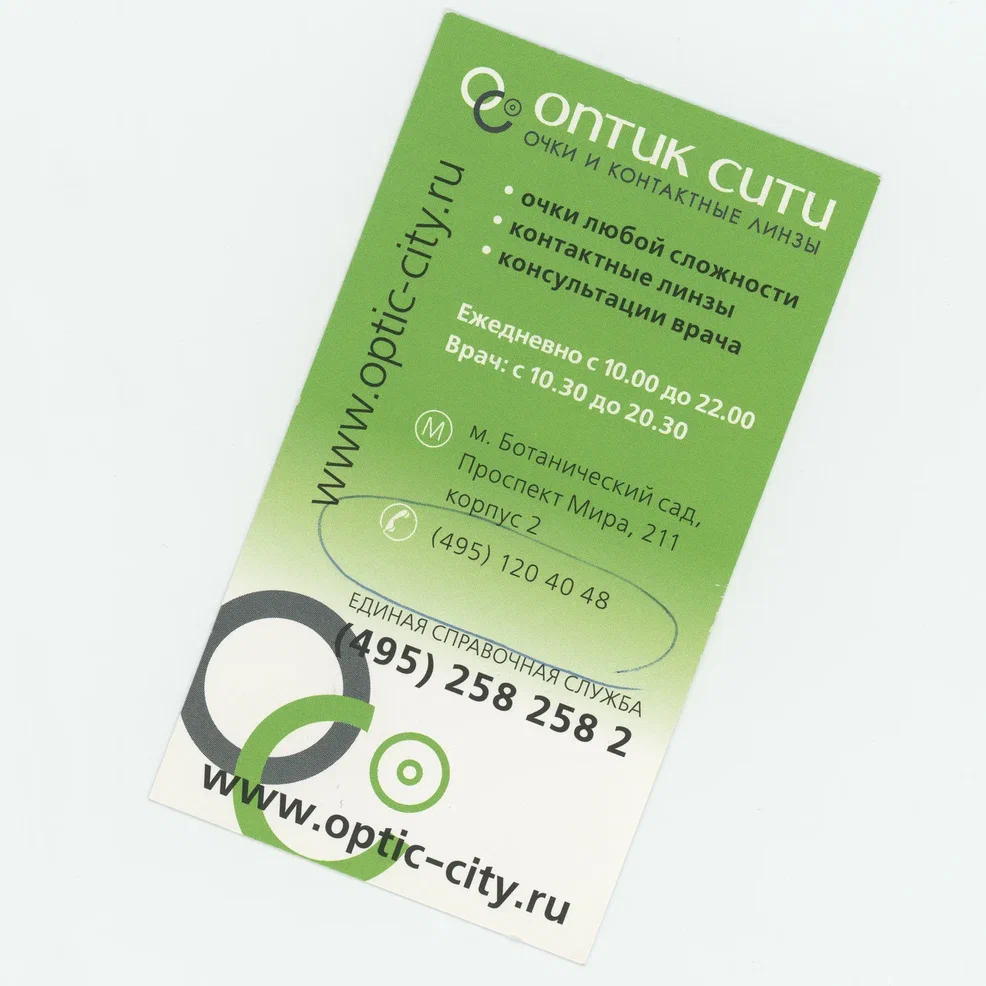 ОПТИК СИТИ
ОЧКИ И КОНТАКТНЫЕ ЛИНЗЫ
• очки любой сложности
• контактные линзы
• консультации врача
Ежедневно с 10.00 до 22.00
Врач: с 10.30 до 20.30
www.optic-city.ru
М м. Ботанический сад,
Проспект Мира, 211
корпус 2
(495) 120 40 48
ЕДИНАЯ СПРАВОЧНАЯ СЛУЖБА
(495) 258 258 2
www.optic-city.ru